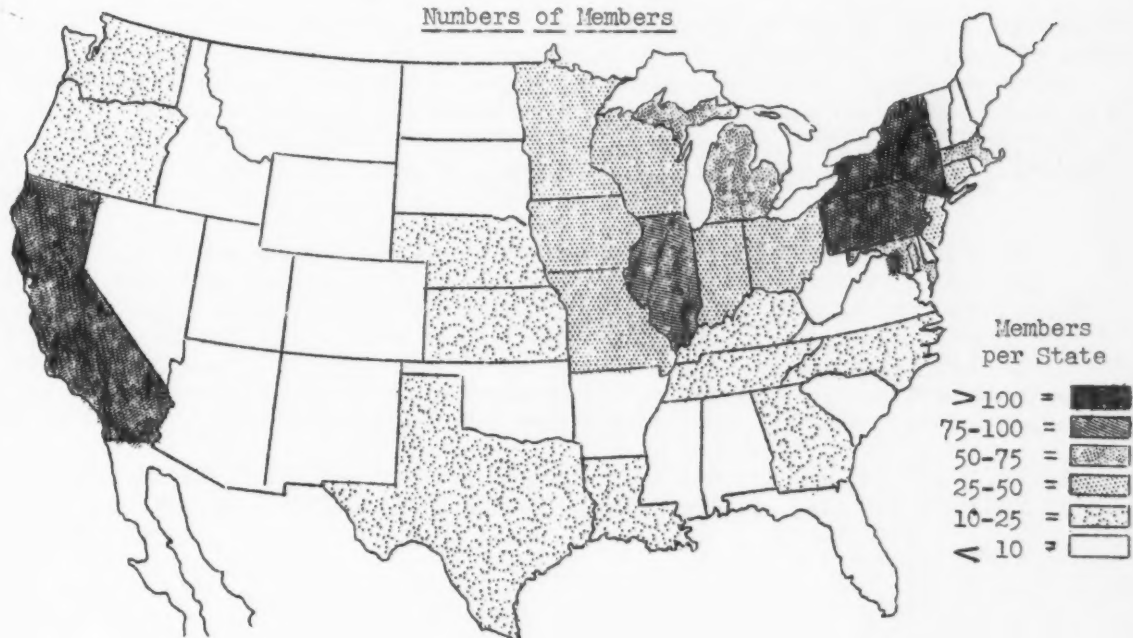 Numbers of Members
Members
per State
> 100 =
75-100 =
50-75 =
25-50 =
10-25 =
< 10 =